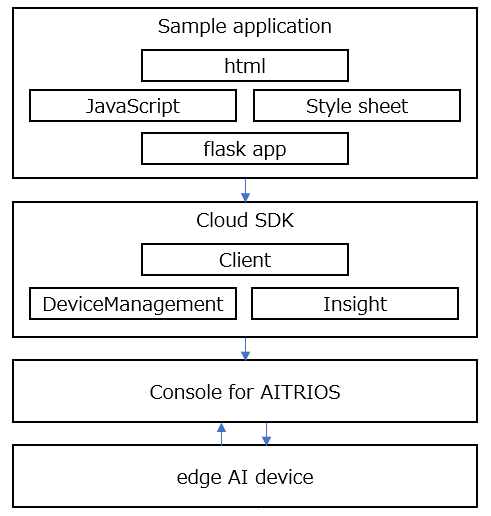 Sample application
html
JavaScript
Style sheet
flask app
Cloud SDK
Client
DeviceManagement
Insight
Console for AITRIOS
edge AI device